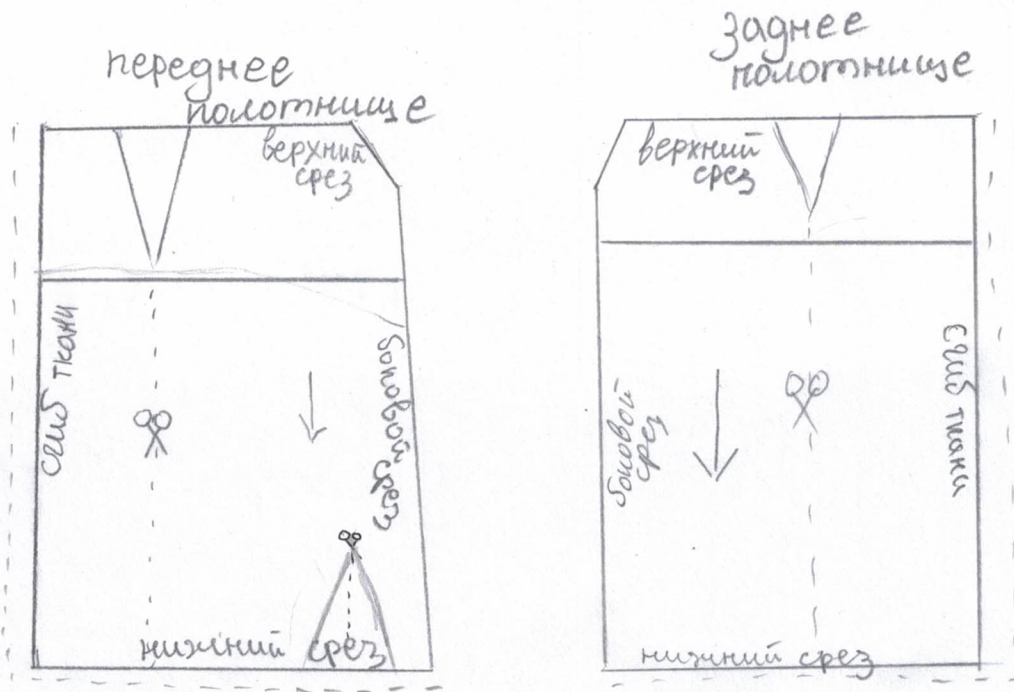 переднее
полотнище
верхний
срез
сгиб ткани
боковой срез
нижний срез
заднее
полотнище
верхний
срез
боковой
срез
сгиб ткани
нижний срез